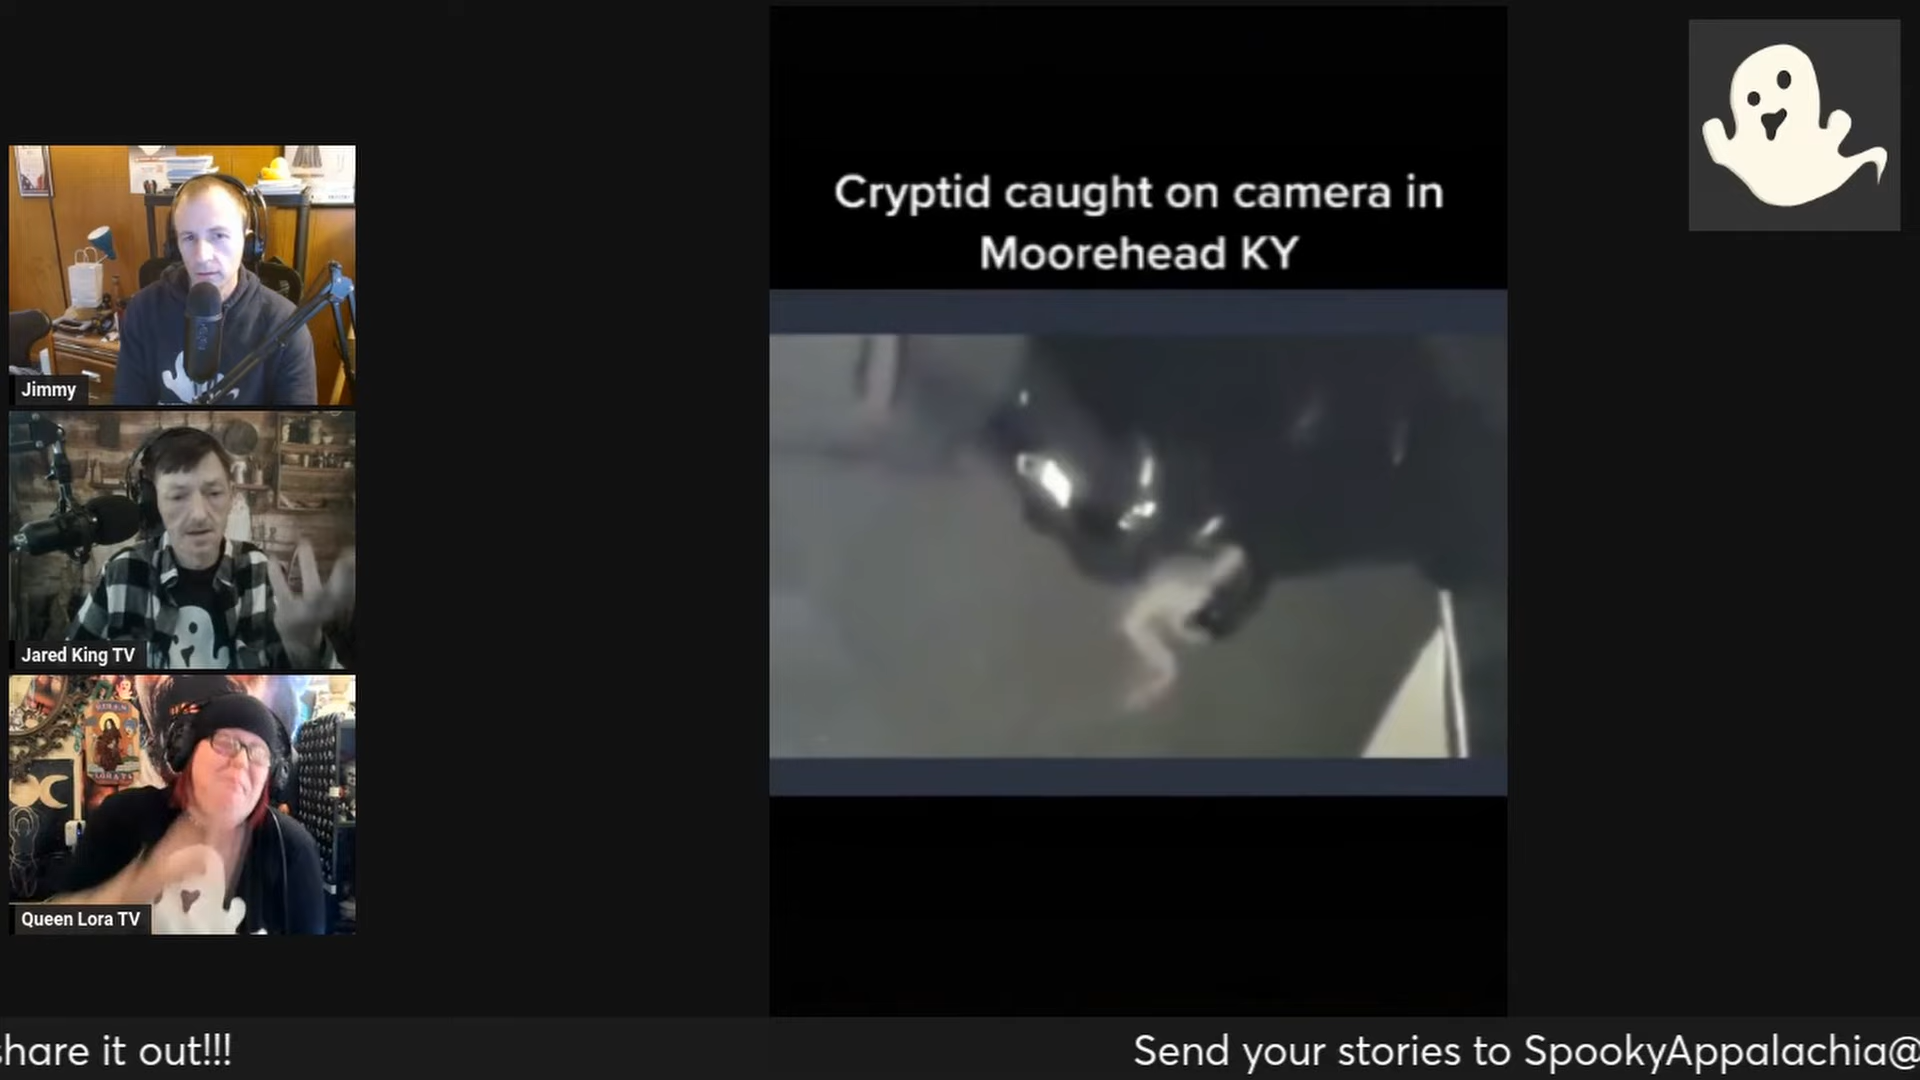 Cryptid caught on camera in
Moorehead KY
Jimmy
Jared King TV
Queen Lora TV
share it out!!!
Send your stories to SpookyAppalachia@